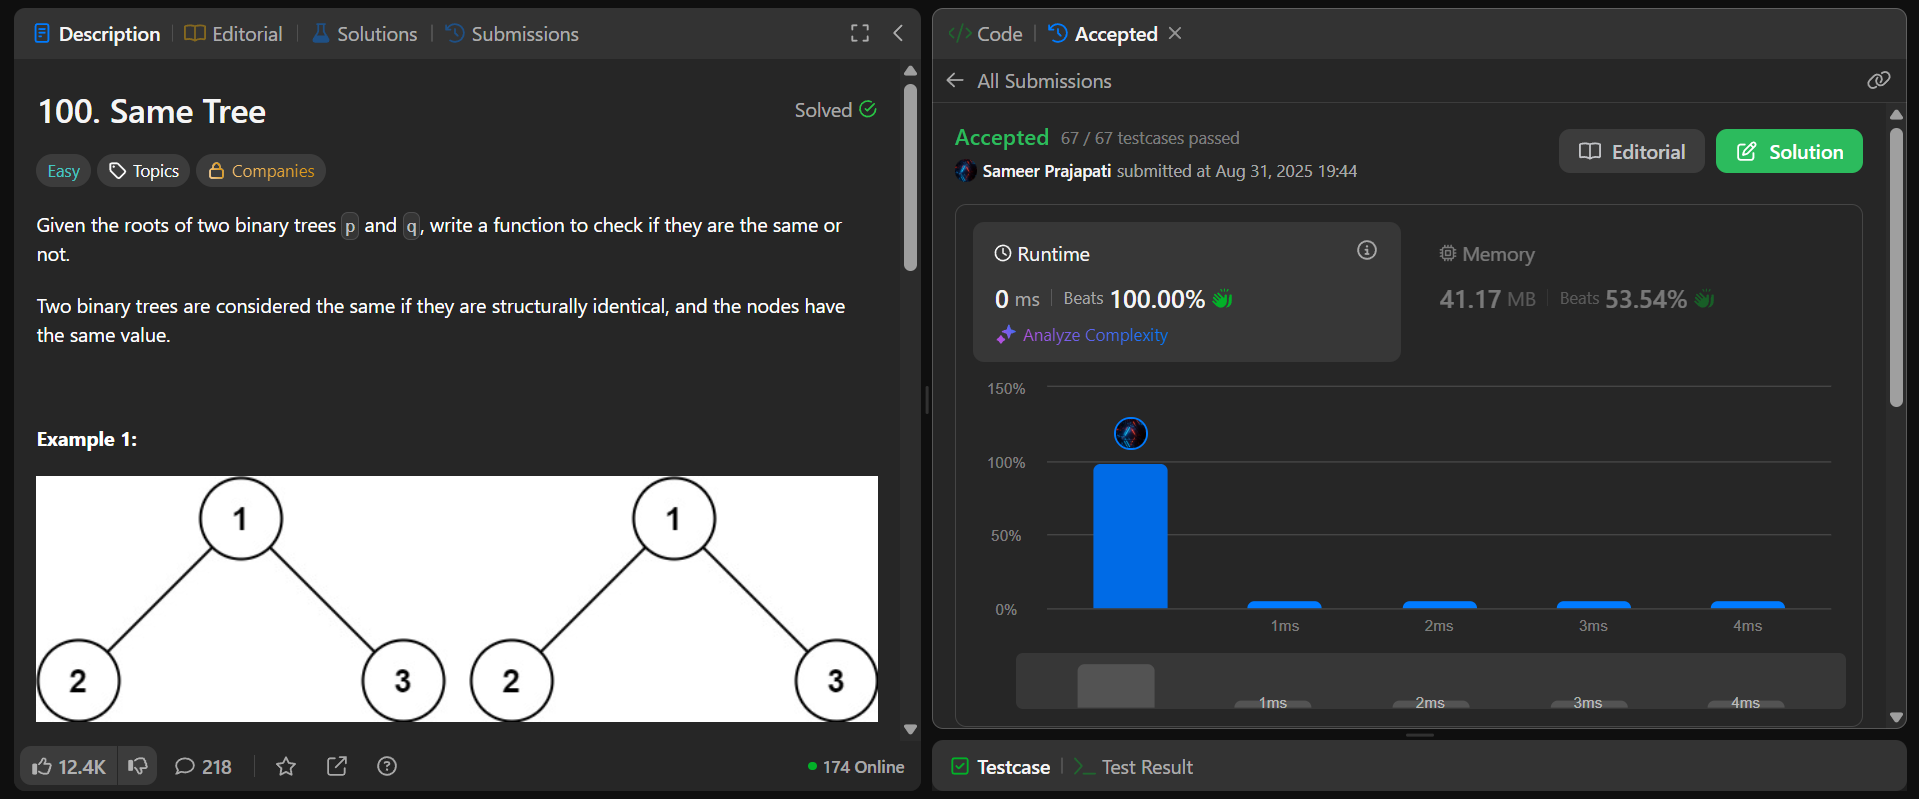 Description
Editorial
Solutions
Submissions
100. Same Tree
Solved
Easy
Topics
Companies
Given the roots of two binary trees p and q, write a function to check if they are the same or
not.
Two binary trees are considered the same if they are structurally identical, and the nodes have
the same value.
Example 1:
1
1
2
3
2
3
12.4K
218
174 Online
Code
Accepted
All Submissions
Accepted 67 / 67 testcases passed
Sameer Prajapati submitted at Aug 31, 2025 19:44
Editorial
Solution
Runtime
0 ms Beats 100.00%
Analyze Complexity
Memory
41.17 MB Beats 53.54%
150%
100%
50%
0%
1ms
2ms
3ms
4ms
1ms
2ms
3ms
4ms
Testcase
Test Result